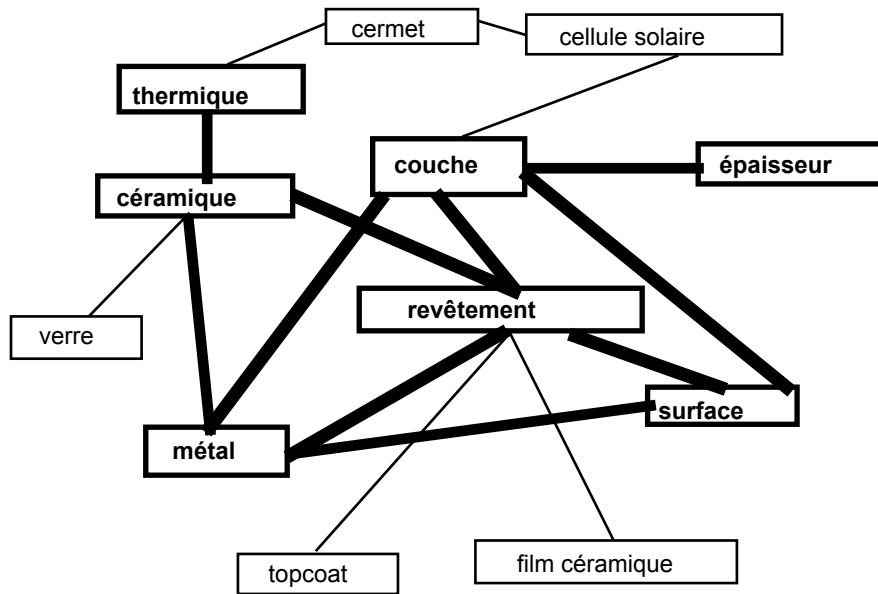 cermet
cellule solaire
thermique
couche
épaisseur
céramique
revêtement
verre
surface
métal
topcoat
film céramique